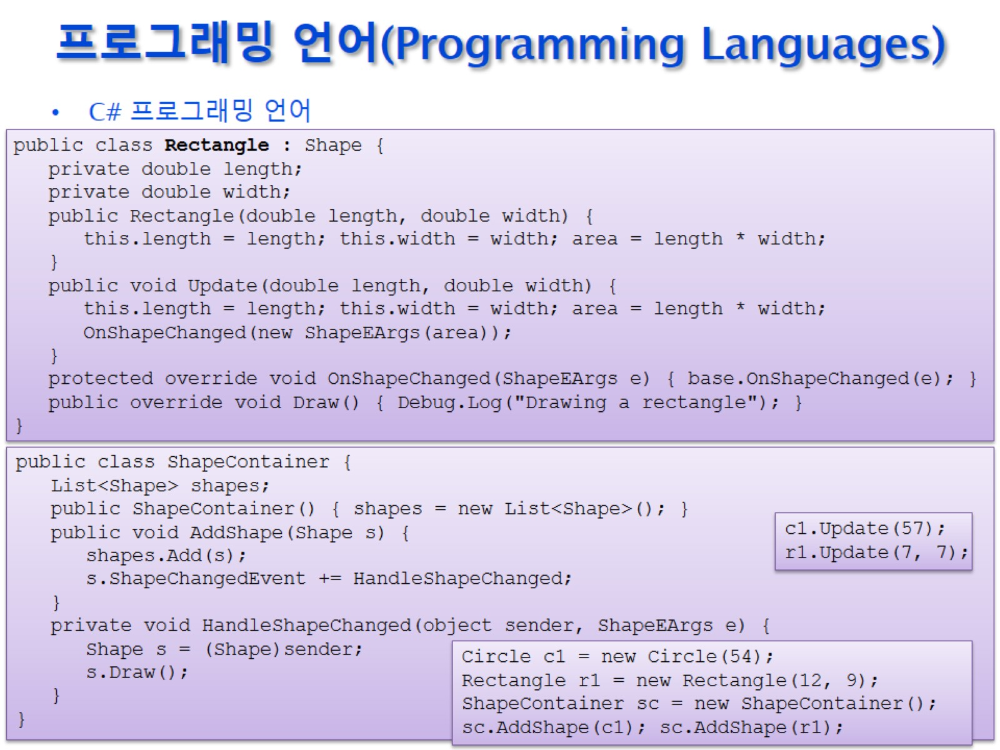 프로그래밍 언어(Programming Languages)
• C# 프로그래밍 언어
public class Rectangle : Shape {
   private double length;
   private double width;
   public Rectangle(double length, double width) {
      this.length = length; this.width = width; area = length * width;
   }
   public void Update(double length, double width) {
      this.length = length; this.width = width; area = length * width;
      OnShapeChanged(new ShapeEArgs(area));
   }
   protected override void OnShapeChanged(ShapeEArgs e) { base.OnShapeChanged(e); }
   public override void Draw() { Debug.Log("Drawing a rectangle"); }
}
public class ShapeContainer {
   List<Shape> shapes;
   public ShapeContainer() { shapes = new List<Shape>(); }
   public void AddShape(Shape s) {
      shapes.Add(s);
      s.ShapeChangedEvent += HandleShapeChanged;
   }
   private void HandleShapeChanged(object sender, ShapeEArgs e) {
      Shape s = (Shape)sender;
      s.Draw();
   }
}
c1.Update(57);
r1.Update(7, 7);
Circle c1 = new Circle(54);
Rectangle r1 = new Rectangle(12, 9);
ShapeContainer sc = new ShapeContainer();
sc.AddShape(c1); sc.AddShape(r1);